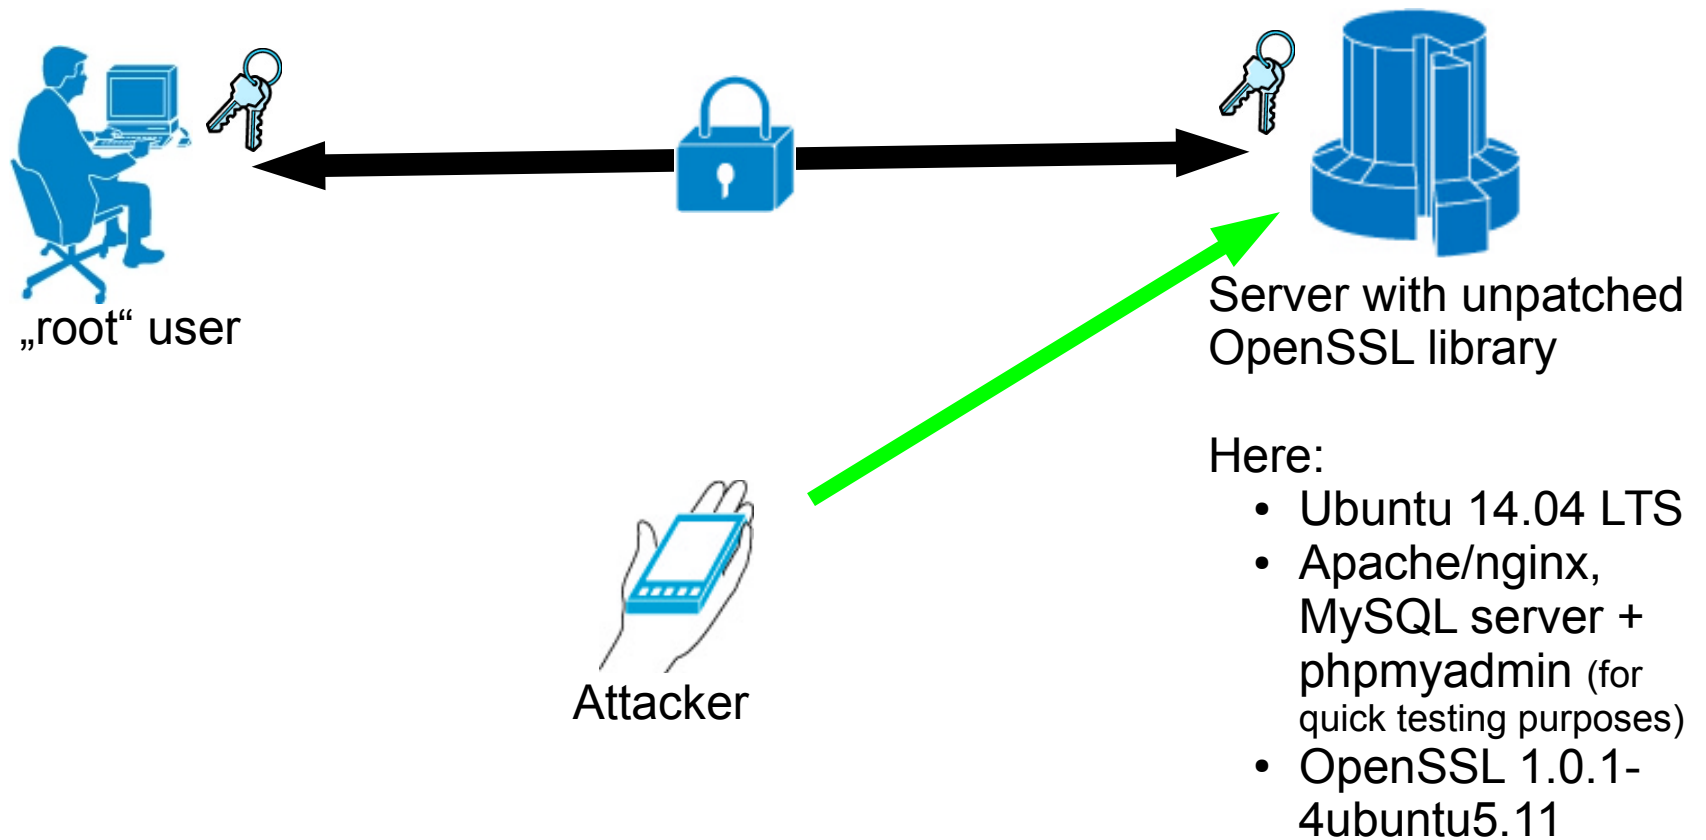 „root“ user
Server with unpatched
OpenSSL library
Here:
• Ubuntu 14.04 LTS
• Apache/nginx,
MySQL server +
phpmyadmin (for
quick testing purposes)
• OpenSSL 1.0.1-
4ubuntu5.11
Attacker